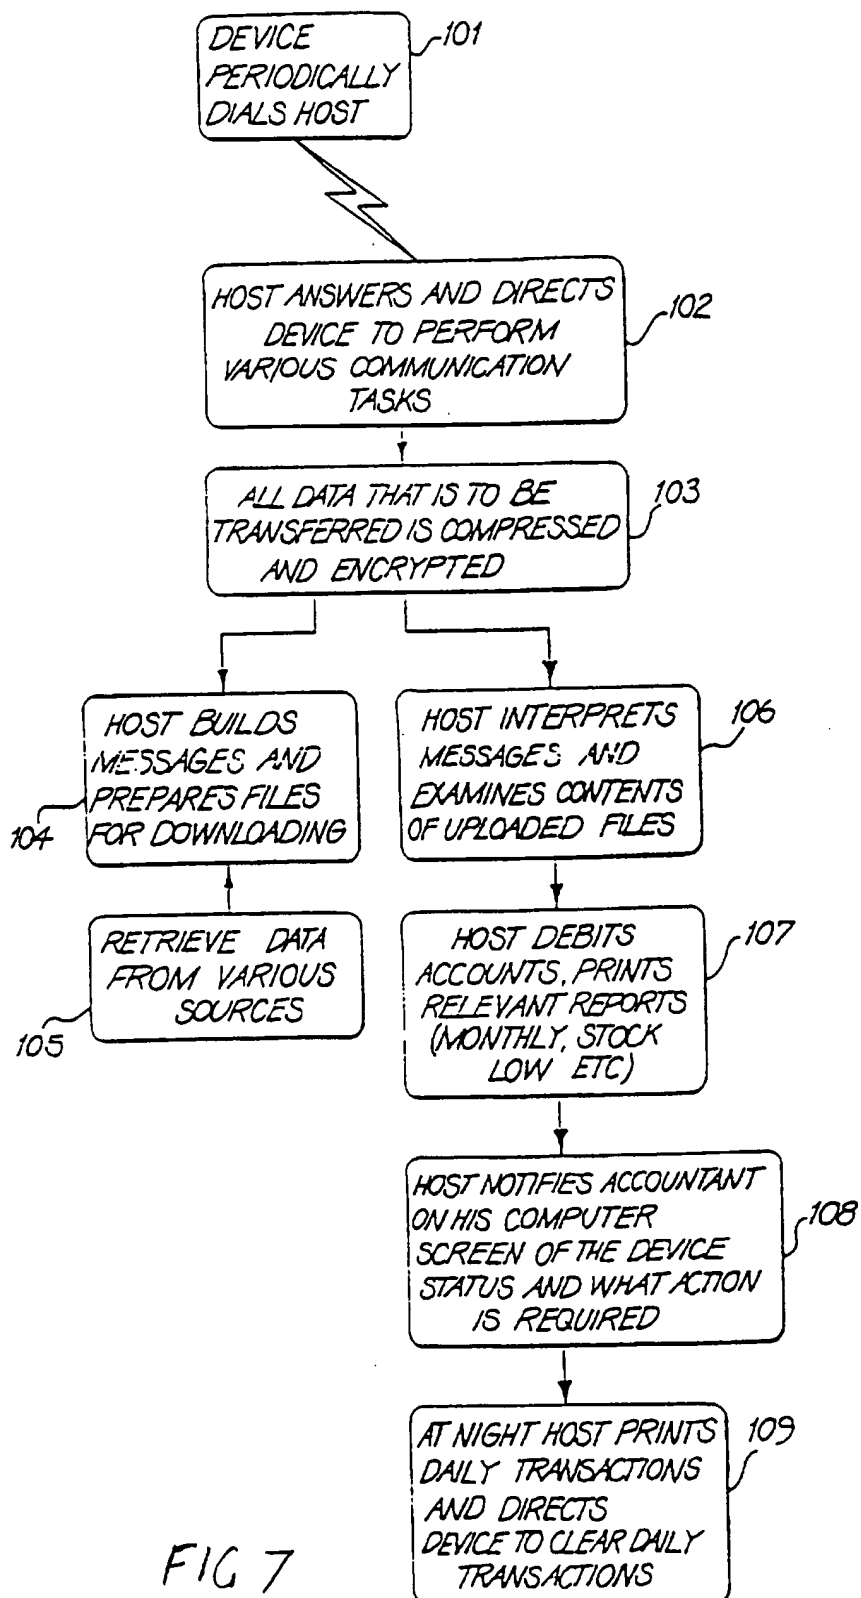 DEVICE
PERIODICALLY
DIALS HOST
101
HOST ANSWERS AND DIRECTS
DEVICE TO PERFORM
VARIOUS COMMUNICATION
TASKS
102
ALL DATA THAT IS TO BE
TRANSFERRED IS COMPRESSED
AND ENCRYPTED
103
HOST BUILDS
MESSAGES AND
PREPARES FILES
FOR DOWNLOADING
104
RETRIEVE DATA
FROM VARIOUS
SOURCES
105
HOST INTERPRETS
MESSAGES AND
EXAMINES CONTENTS
OF UPLOADED FILES
106
HOST DEBITS
ACCOUNTS, PRINTS
RELEVANT REPORTS
(MONTHLY, STOCK
LOW ETC)
107
HOST NOTIFIES ACCOUNTANT
ON HIS COMPUTER
SCREEN OF THE DEVICE
STATUS AND WHAT ACTION
IS REQUIRED
108
AT NIGHT HOST PRINTS
DAILY TRANSACTIONS
AND DIRECTS
DEVICE TO CLEAR DAILY
TRANSACTIONS
109
FIG 7